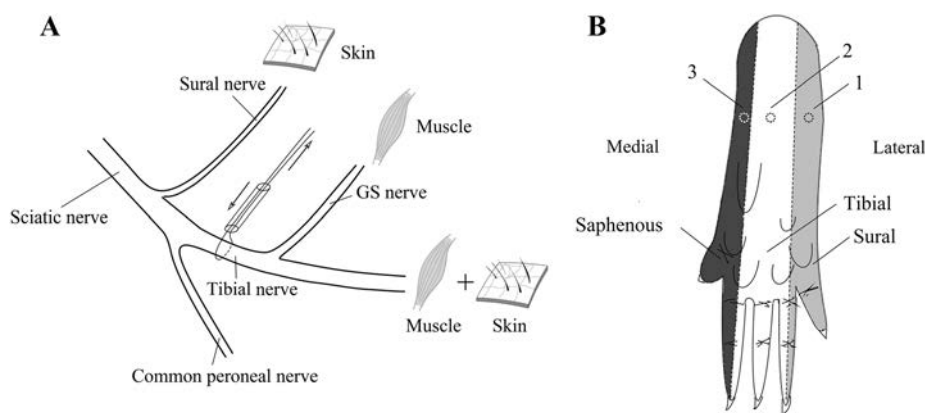 A
Skin
Sural nerve
Muscle
Sciatic nerve
GS nerve
Tibial nerve
Muscle
Skin
Common peroneal nerve
B
2
3
1
Medial
Lateral
Tibial
Saphenous
Sural